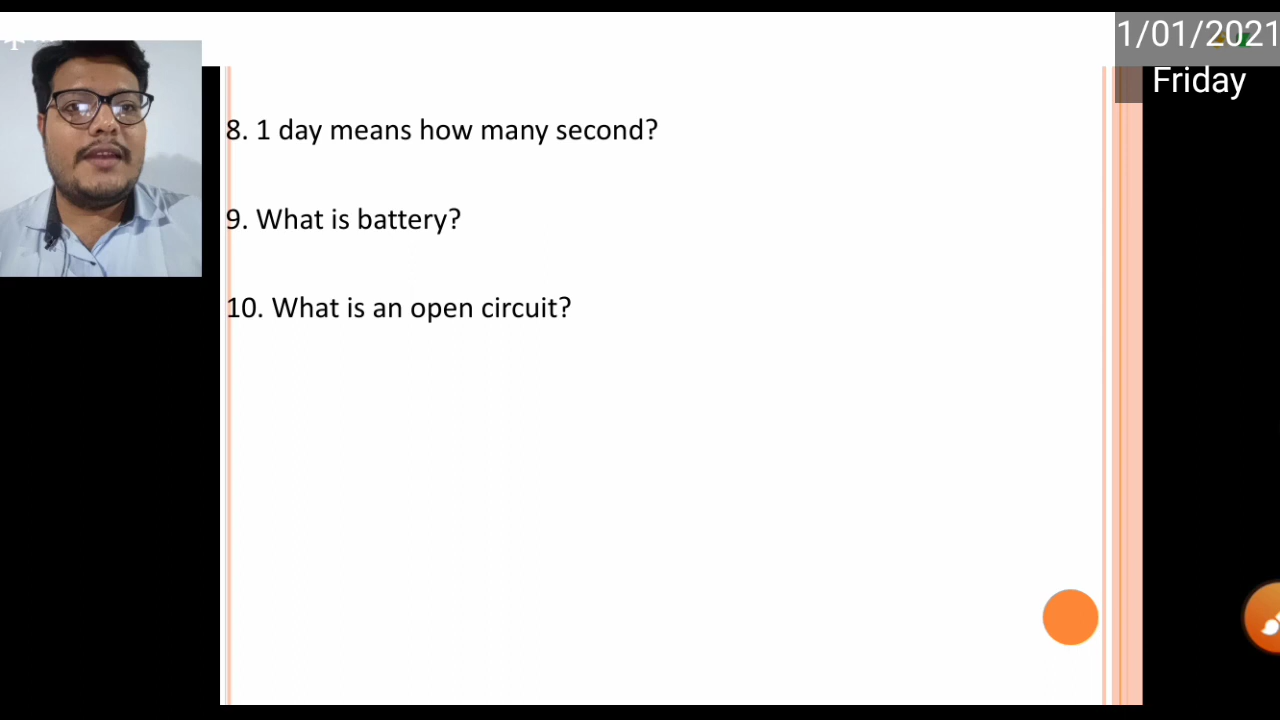 1/01/2021
Friday
8. 1 day means how many second?
9. What is battery?
10. What is an open circuit?